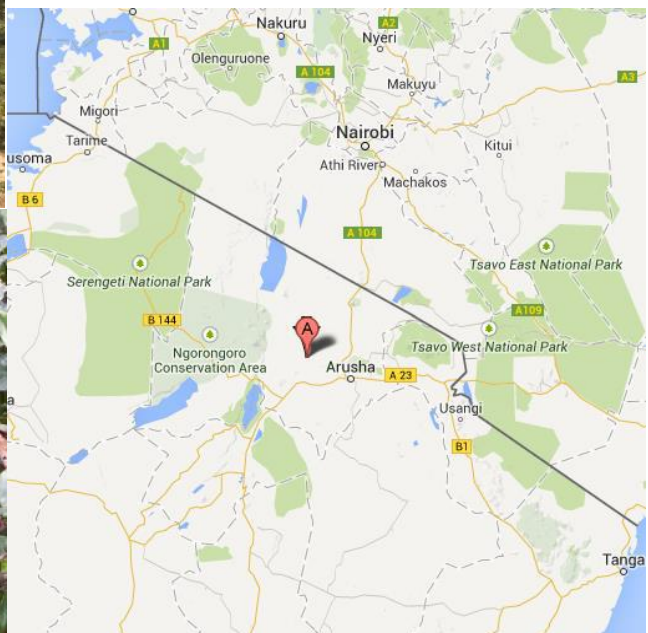 Nakuru
A2
Nyeri
A1
Olenguruone
A 104
A3
Makuyu
Migori
Nairobi
Kitui
Tarime
Athi River
usoma
Machakos
B 6
A 104
Tsavo East National Park
Serengeti National Park
A109
B 144
A
Tsavo West National Park
Ngorongoro
Conservation Area
Arusha
A 23
a
Usangi
B1
Tanga